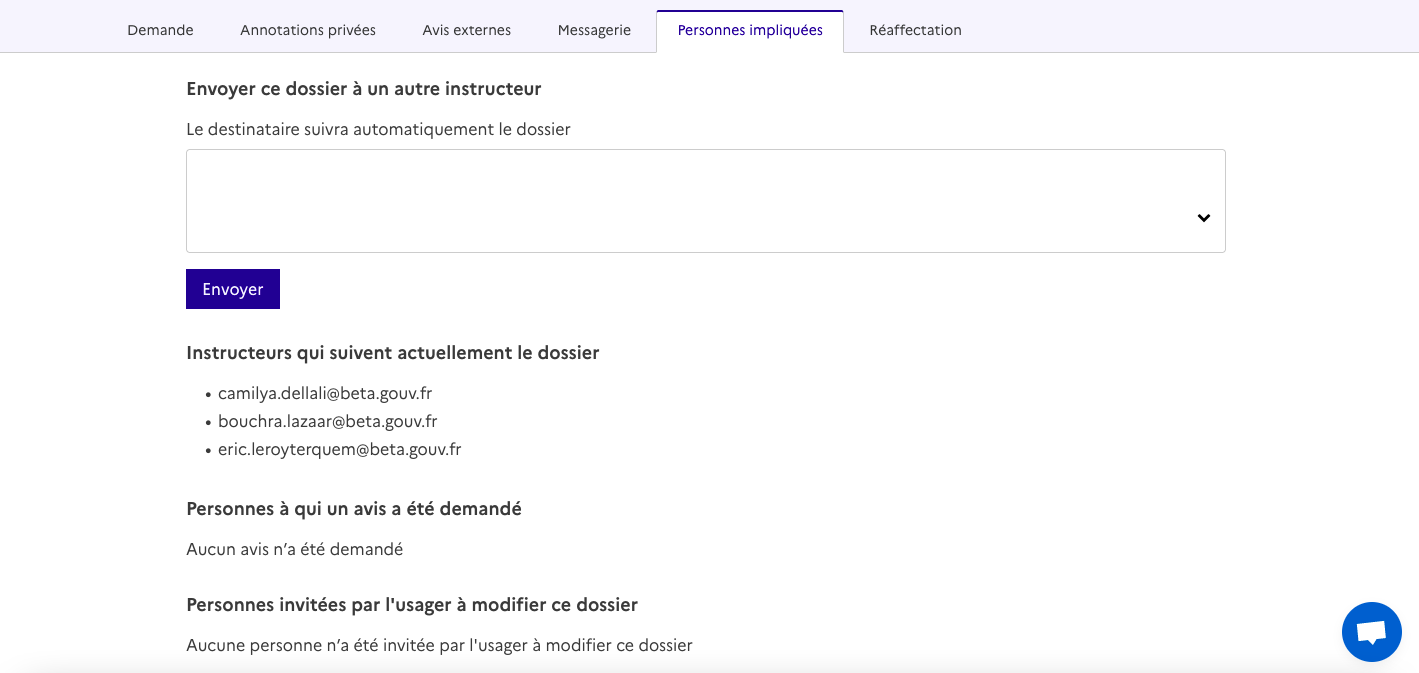 Demande
Annotations privées
Avis externes
Messagerie
Personnes impliquées
Réaffectation
Envoyer ce dossier à un autre instructeur
Le destinataire suivra automatiquement le dossier
Envoyer
Instructeurs qui suivent actuellement le dossier
• camilya.dellali@beta.gouv.fr
• bouchra.lazaar@beta.gouv.fr
• eric.leroyterquem@beta.gouv.fr
Personnes à qui un avis a été demandé
Aucun avis n’a été demandé
Personnes invitées par l'usager à modifier ce dossier
Aucune personne n’a été invitée par l'usager à modifier ce dossier